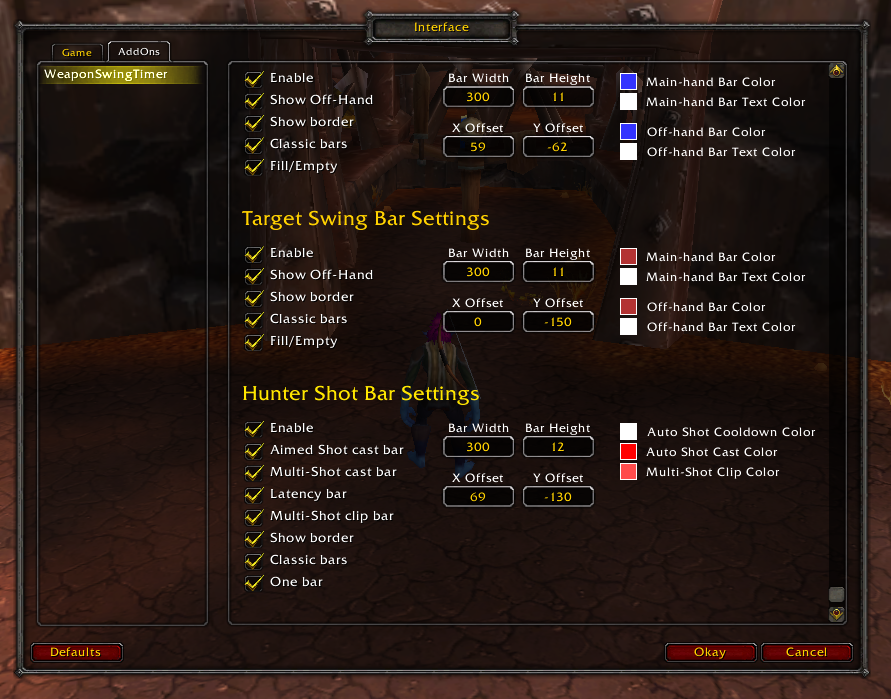 Interface
Game
AddOns
WeaponSwingTimer
Enable
Show Off-Hand
Show border
Classic bars
Fill/Empty
Bar Width
Bar Height
300
11
X Offset
Y Offset
59
-62
Main-hand Bar Color
Main-hand Bar Text Color
Off-hand Bar Color
Off-hand Bar Text Color
Target Swing Bar Settings
Enable
Show Off-Hand
Show border
Classic bars
Fill/Empty
Bar Width
Bar Height
300
11
X Offset
Y Offset
0
-150
Main-hand Bar Color
Main-hand Bar Text Color
Off-hand Bar Color
Off-hand Bar Text Color
Hunter Shot Bar Settings
Enable
Aimed Shot cast bar
Multi-Shot cast bar
Latency bar
Multi-Shot clip bar
Show border
Classic bars
One bar
Bar Width
Bar Height
300
12
X Offset
Y Offset
69
-130
Auto Shot Cooldown Color
Auto Shot Cast Color
Multi-Shot Clip Color
Defaults
Okay
Cancel